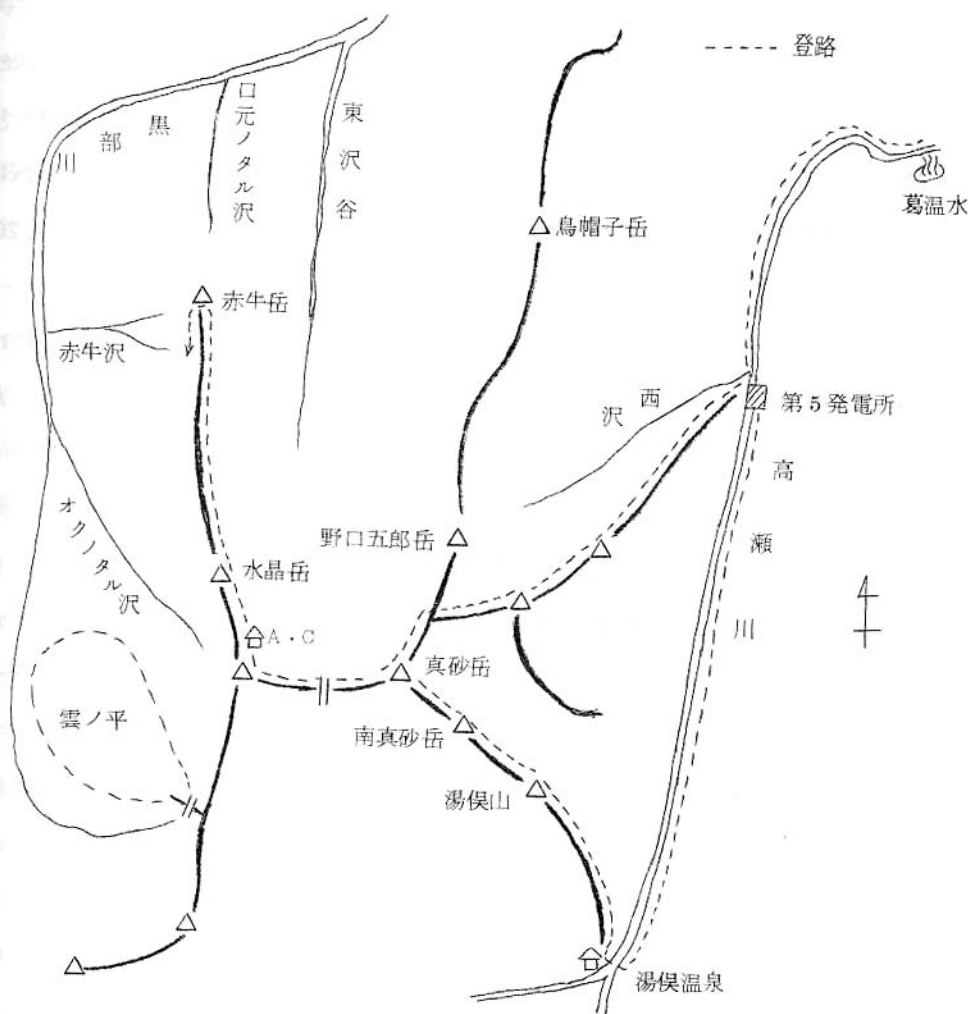 登路
黒部川
口元ノタル沢
東沢谷
葛温水
烏帽子岳
赤牛岳
赤牛沢
西沢
第5発電所
高瀬川
オクノタル沢
野口五郎岳
水晶岳
A・C
真砂岳
雲ノ平
南真砂岳
湯俣山
湯俣温泉